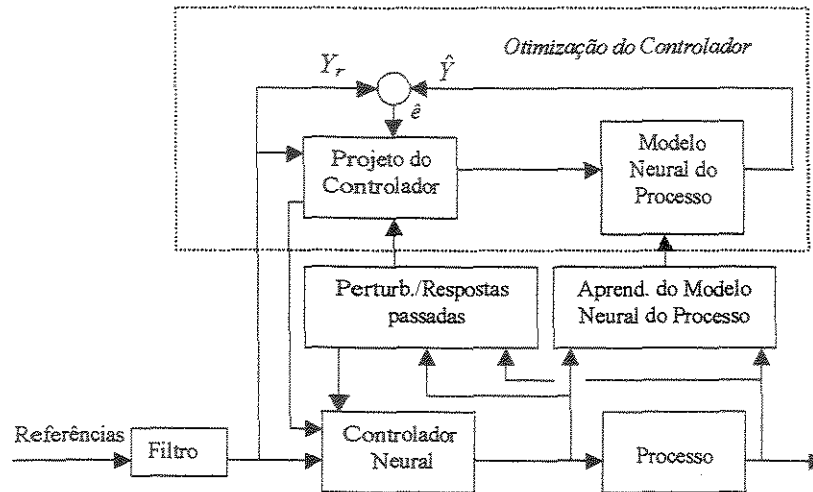 Otimização do Controlador
Yr
Ŷ
ê
Projeto do
Controlador
Modelo
Neural do
Processo
Perturb./Respostas
passadas
Aprend. do Modelo
Neural do Processo
Referências
Filtro
Controlador
Neural
Processo